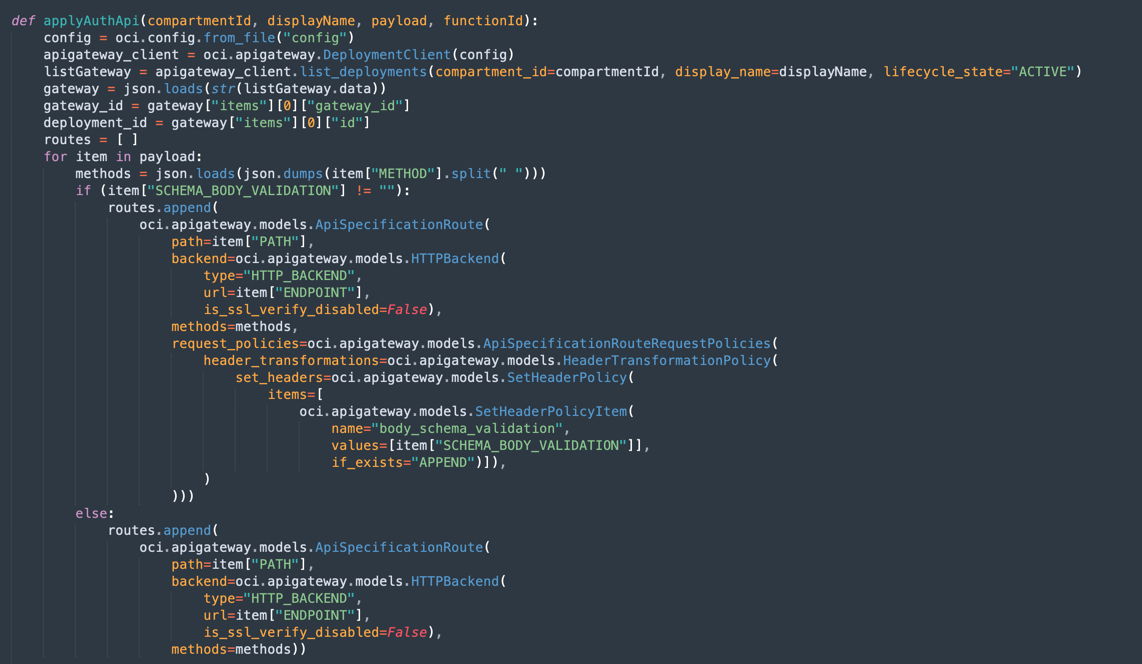 def applyAuthApi(compartmentId, displayName, payload, functionId):
    config = oci.config.from_file("config")
    apigateway_client = oci.apigateway.DeploymentClient(config)
    listGateway = apigateway_client.list_deployments(compartment_id=compartmentId, display_name=displayName, lifecycle_state="ACTIVE")
    gateway = json.loads(str(listGateway.data))
    gateway_id = gateway["items"][0]["gateway_id"]
    deployment_id = gateway["items"][0]["id"]
    routes = [ ]
    for item in payload:
        methods = json.loads(json.dumps(item["METHOD"].split(" ")))
        if (item["SCHEMA_BODY_VALIDATION"] != ""):
            routes.append(
                oci.apigateway.models.ApiSpecificationRoute(
                    path=item["PATH"],
                    backend=oci.apigateway.models.HTTPBackend(
                        type="HTTP_BACKEND",
                        url=item["ENDPOINT"],
                        is_ssl_verify_disabled=False),
                    methods=methods,
                    request_policies=oci.apigateway.models.ApiSpecificationRouteRequestPolicies(
                        header_transformations=oci.apigateway.models.HeaderTransformationPolicy(
                            set_headers=oci.apigateway.models.SetHeaderPolicy(
                                items=[
                                    oci.apigateway.models.SetHeaderPolicyItem(
                                        name="body_schema_validation",
                                        values=[item["SCHEMA_BODY_VALIDATION"]],
                                        if_exists="APPEND")]),
                        )
                    )))
        else:
            routes.append(
                oci.apigateway.models.ApiSpecificationRoute(
                    path=item["PATH"],
                    backend=oci.apigateway.models.HTTPBackend(
                        type="HTTP_BACKEND",
                        url=item["ENDPOINT"],
                        is_ssl_verify_disabled=False),
                    methods=methods))